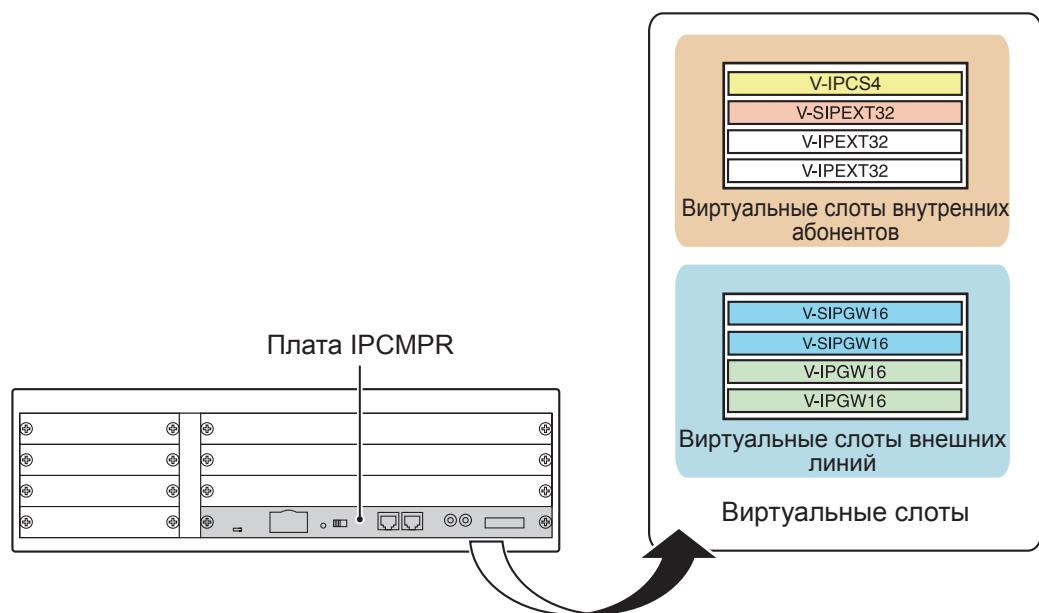 V-IPCS4
V-SIPEXT32
V-IPEXT32
V-IPEXT32
Виртуальные слоты внутренних
абонентов
V-SIPGW16
V-SIPGW16
V-IPGW16
V-IPGW16
Виртуальные слоты внешних
линий
Виртуальные слоты
Плата IPCMPR